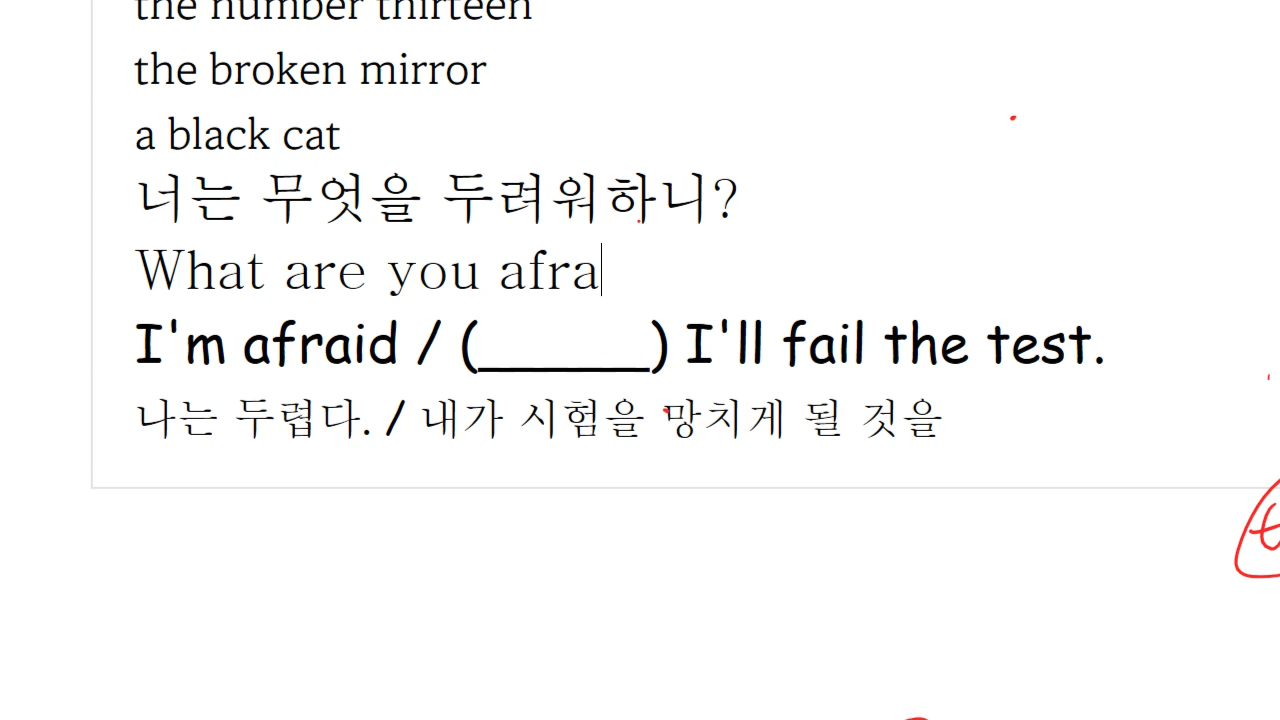 the number thirteen
the broken mirror
a black cat
너는 무엇을 두려워하니?
What are you afra
I'm afraid / (______) I'll fail the test.
나는 두렵다. / 내가 시험을 망치게 될 것을